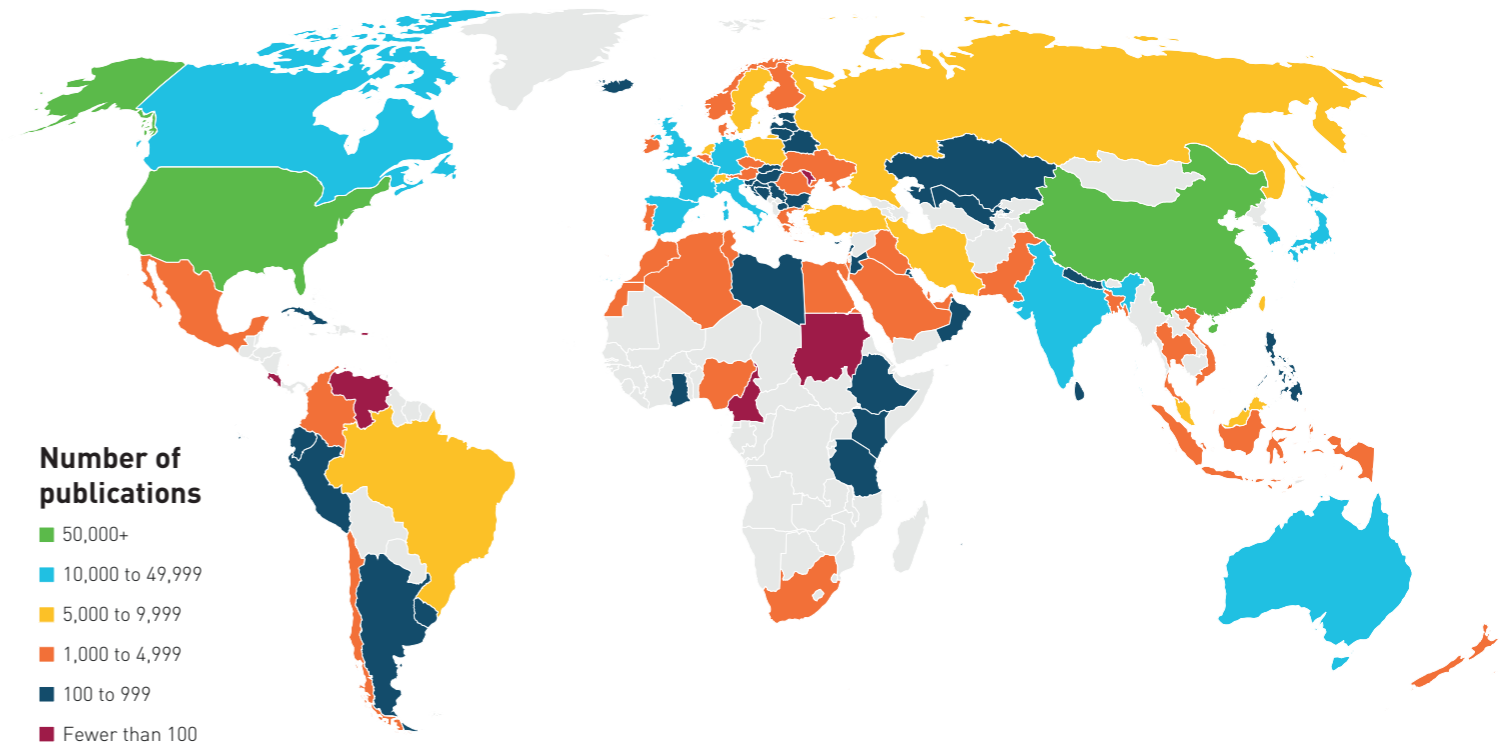 Number of
publications
50,000+
10,000 to 49,999
5,000 to 9,999
1,000 to 4,999
100 to 999
Fewer than 100